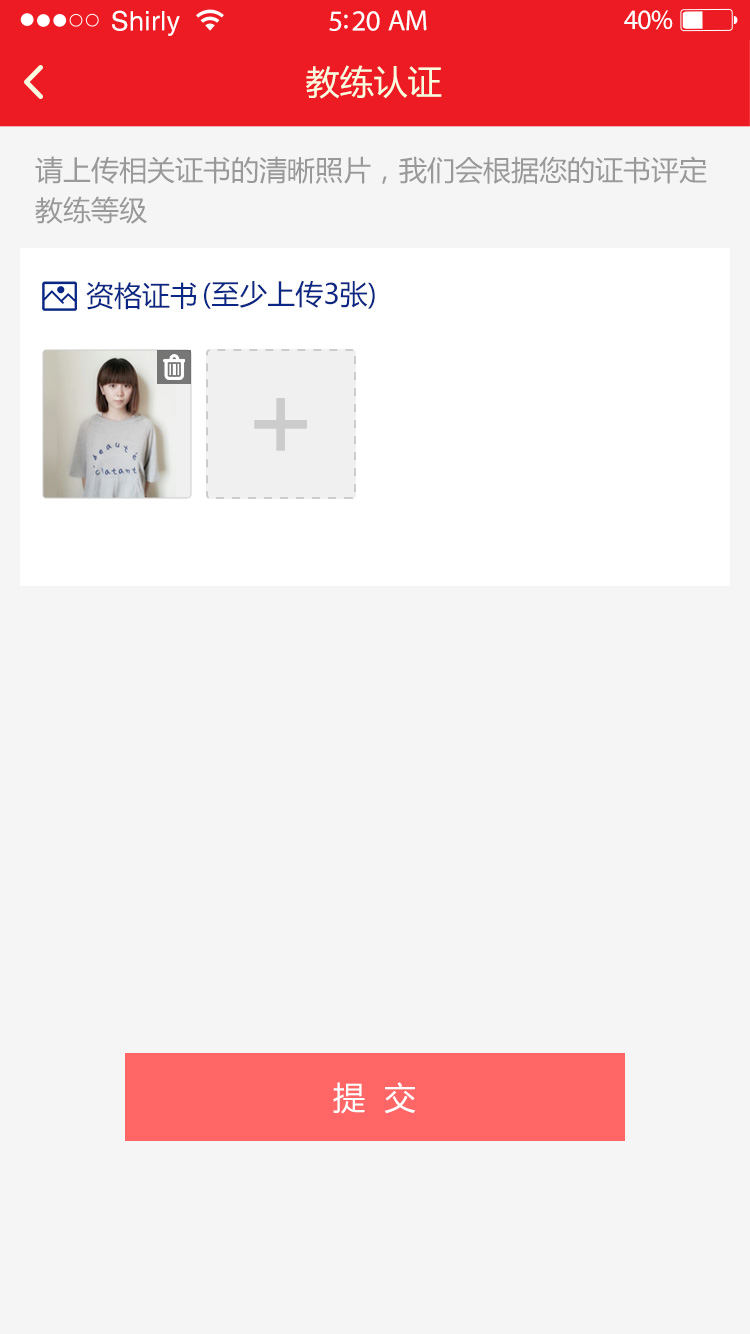 Shirly 5:20 AM 40%
教练认证
请上传相关证书的清晰照片，我们会根据您的证书评定
教练等级
资格证书(至少上传3张)
beauté
clatant
提 交